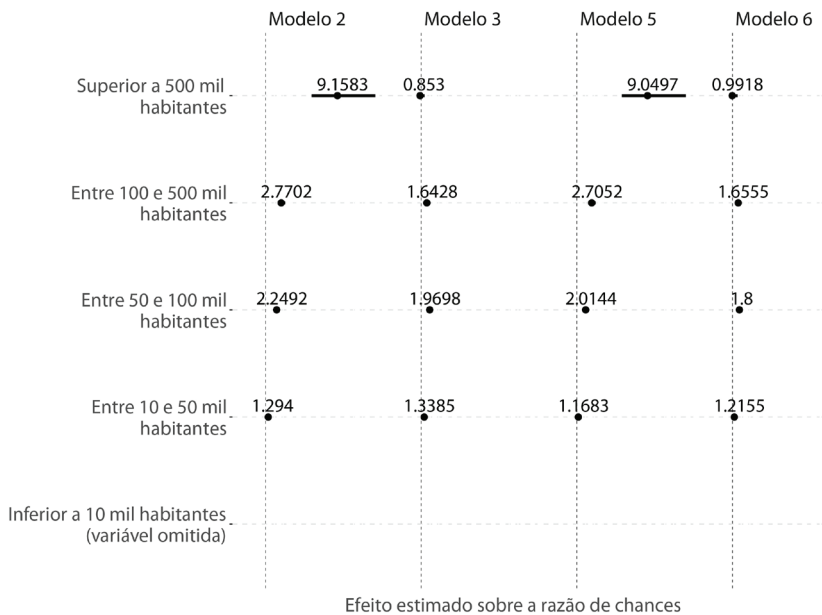 Modelo 2 Modelo 3 Modelo 5 Modelo 6
Superior a 500 mil
habitantes
9.1583 0.853 9.0497 0.9918
Entre 100 e 500 mil
habitantes
2.7702 1.6428 2.7052 1.6555
Entre 50 e 100 mil
habitantes
2.2492 1.9698 2.0144 1.8
Entre 10 e 50 mil
habitantes
1.294 1.3385 1.1683 1.2155
Inferior a 10 mil habitantes
(variável omitida)
Efeito estimado sobre a razão de chances